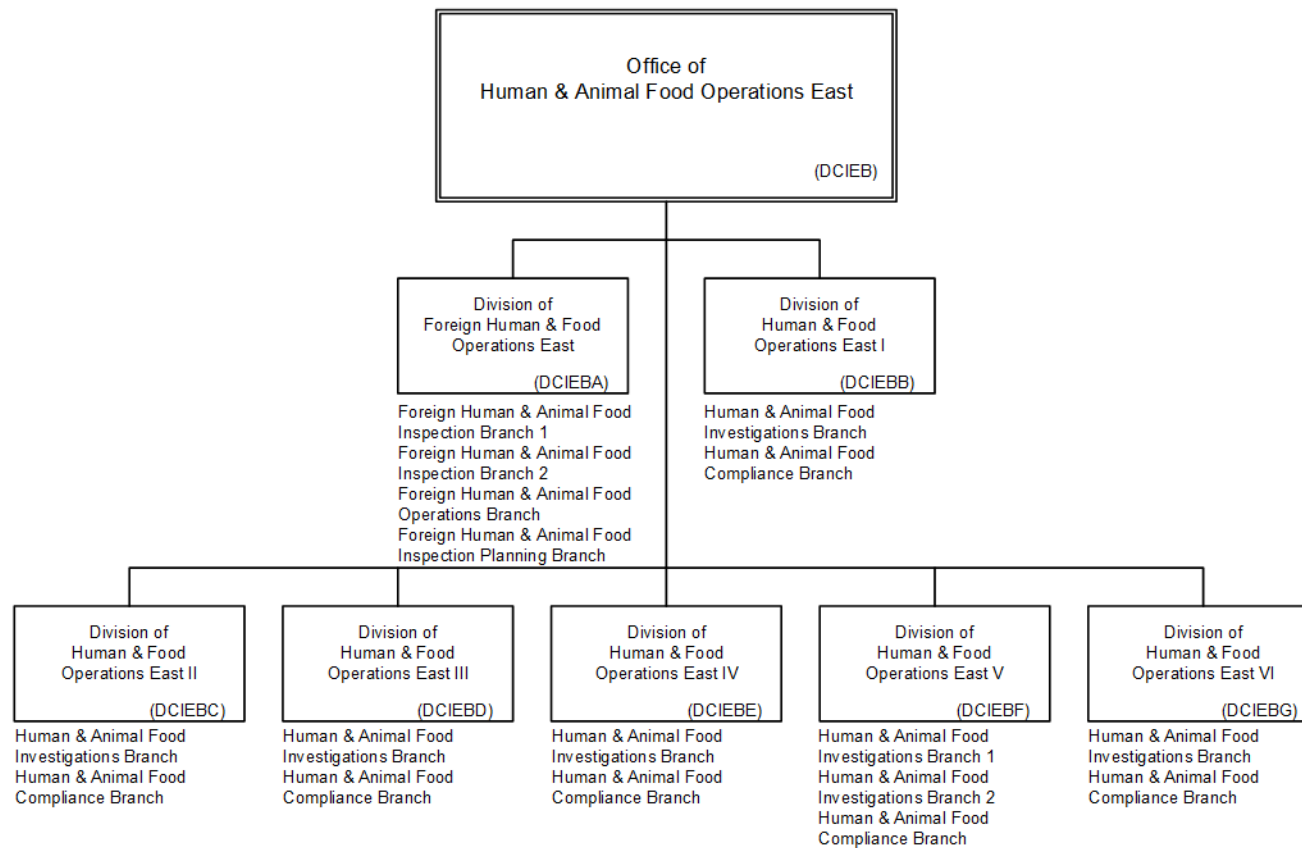 Office of
Human & Animal Food Operations East
(DCIEB)
Division of
Foreign Human & Food
Operations East
(DCIEBA)
Foreign Human & Animal Food
Inspection Branch 1
Foreign Human & Animal Food
Inspection Branch 2
Foreign Human & Animal Food
Operations Branch
Foreign Human & Animal Food
Inspection Planning Branch
Division of
Human & Food
Operations East I
(DCIEBB)
Human & Animal Food
Investigations Branch
Human & Animal Food
Compliance Branch
Division of
Human & Food
Operations East II
(DCIEBC)
Human & Animal Food
Investigations Branch
Human & Animal Food
Compliance Branch
Division of
Human & Food
Operations East III
(DCIEBD)
Human & Animal Food
Investigations Branch
Human & Animal Food
Compliance Branch
Division of
Human & Food
Operations East IV
(DCIEBE)
Human & Animal Food
Investigations Branch
Human & Animal Food
Compliance Branch
Division of
Human & Food
Operations East V
(DCIEBF)
Human & Animal Food
Investigations Branch 1
Human & Animal Food
Investigations Branch 2
Human & Animal Food
Compliance Branch
Division of
Human & Food
Operations East VI
(DCIEBG)
Human & Animal Food
Investigations Branch
Human & Animal Food
Compliance Branch